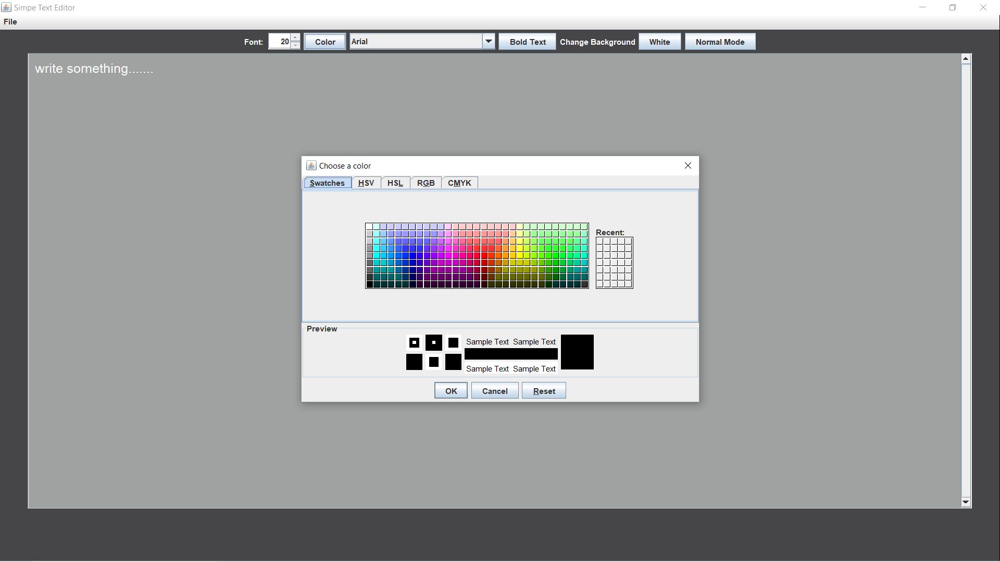 Simpe Text Editor
File
Font: 20 Color Arial Bold Text Change Background White Normal Mode
write something.......
Choose a color
Swatches HSV HSL RGB CMYK
Recent:
Preview
Sample Text Sample Text
Sample Text Sample Text
OK Cancel Reset